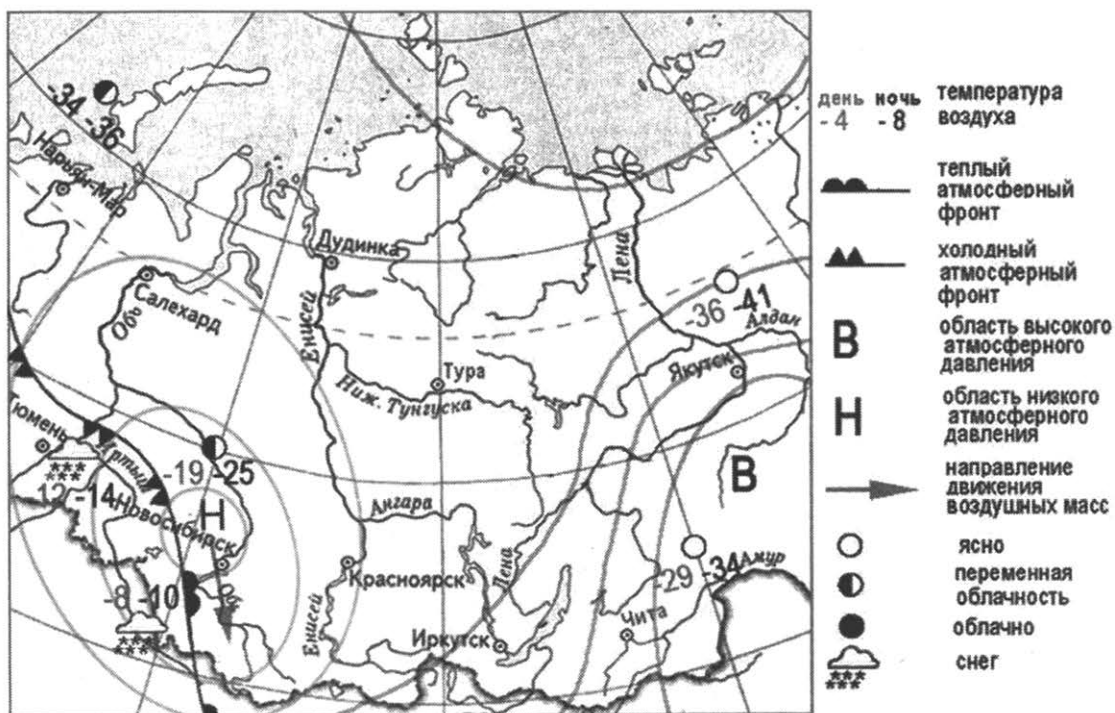 -34 -36
Нарьян-Мар
Дудинка
Лена
Салехард
Обь
Енисей
-36 -41
Алдан
Тура
Якутск
Ниж. Тунгуска
Тюмень
Иртыш
-19 -25
-12 -14
Н
В
Новосибирск
Ангара
Лена
Красноярск
-29 -34
Амур
-8 -10
Обь
Енисей
Иркутск
Чита
день ночь
-4 -8
температура
воздуха
теплый
атмосферный
фронт
холодный
атмосферный
фронт
В
область высокого
атмосферного
давления
Н
область низкого
атмосферного
давления
направление
движения
воздушных масс
ясно
переменная
облачность
облачно
снег